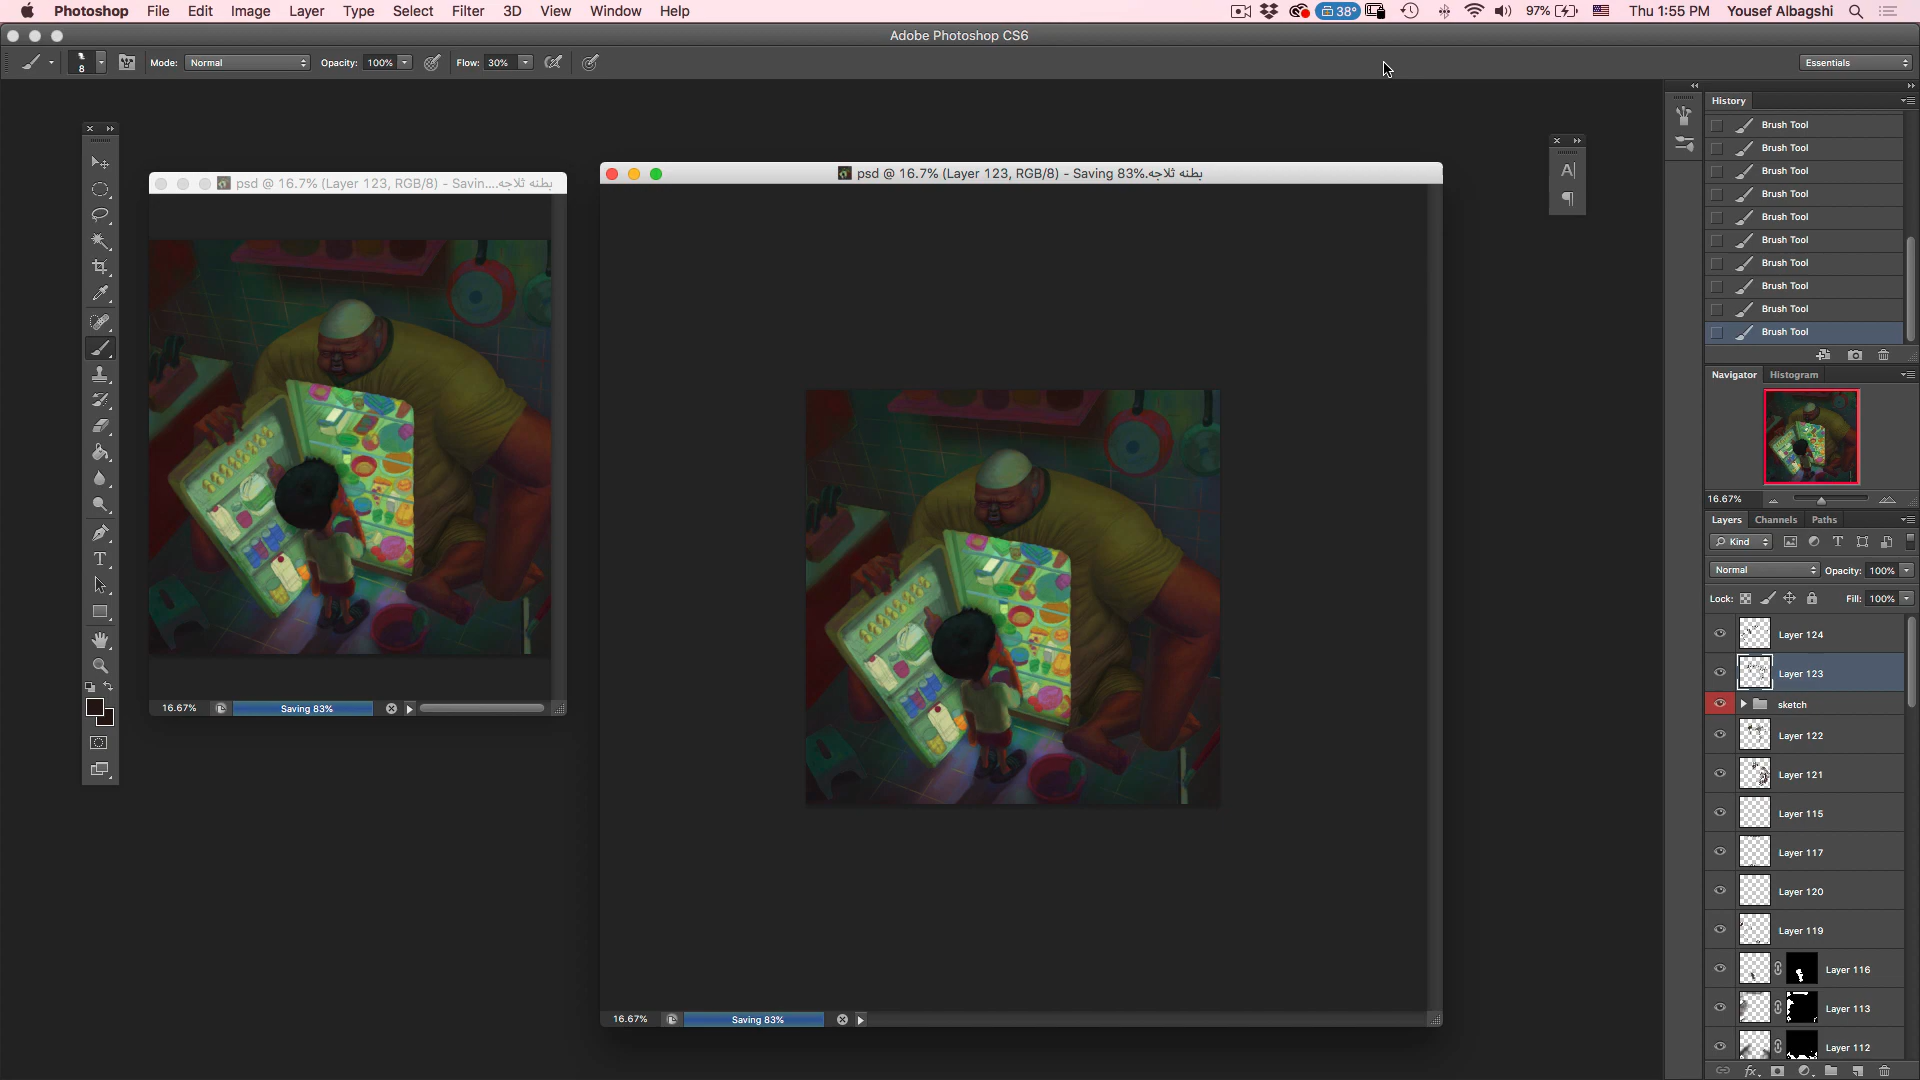 Photoshop File Edit Image Layer Type Select Filter 3D View Window Help 38° 97% Thu 1:55 PM Yousef Albagshi
Adobe Photoshop CS6
8 Mode: Normal Opacity: 100% Flow: 30% Essentials
psd @ 16.7% (Layer 123, RGB/8) - Savin....بطنه ثلاجه
psd @ 16.7% (Layer 123, RGB/8) - Saving 83%.بطنه ثلاجه
16.67% Saving 83%
16.67% Saving 83%
A
History
Brush Tool
Brush Tool
Brush Tool
Brush Tool
Brush Tool
Brush Tool
Brush Tool
Brush Tool
Brush Tool
Brush Tool
Navigator Histogram
16.67%
Layers Channels Paths
Kind T
Normal Opacity: 100%
Lock: Fill: 100%
Layer 124
Layer 123
sketch
Layer 122
Layer 121
Layer 115
Layer 117
Layer 120
Layer 119
Layer 116
Layer 113
Layer 112
fx